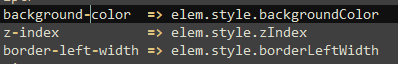 background-color  => elem.style.backgroundColor
z-index           => elem.style.zIndex
border-left-width => elem.style.borderLeftWidth